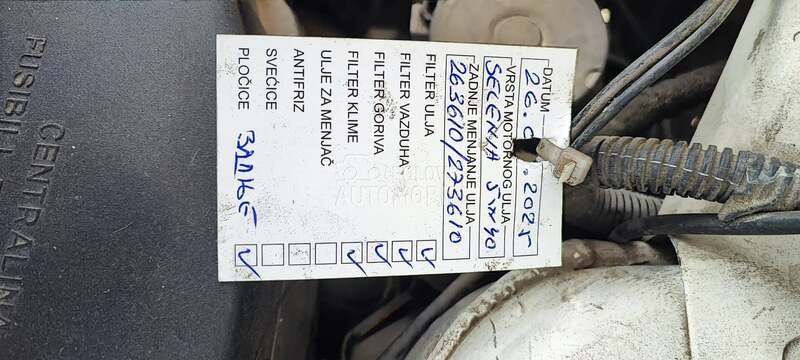 DATUM
26.0 .2025
VRSTA MOTORNOG ULJA
SELENIA 5W40
ZADNJE MENJANJE ULJA
263610/273610
FILTER ULJA ✓
FILTER VAZDUHA ✓
FILTER GORIVA ✓
FILTER KLIME ✓
ULJE ZA MENJAČ
ANTIFRIZ
SVEĆICE
PLOČICE ЗАДЊЕ ✓
CENTRALINA
FUSIBILI